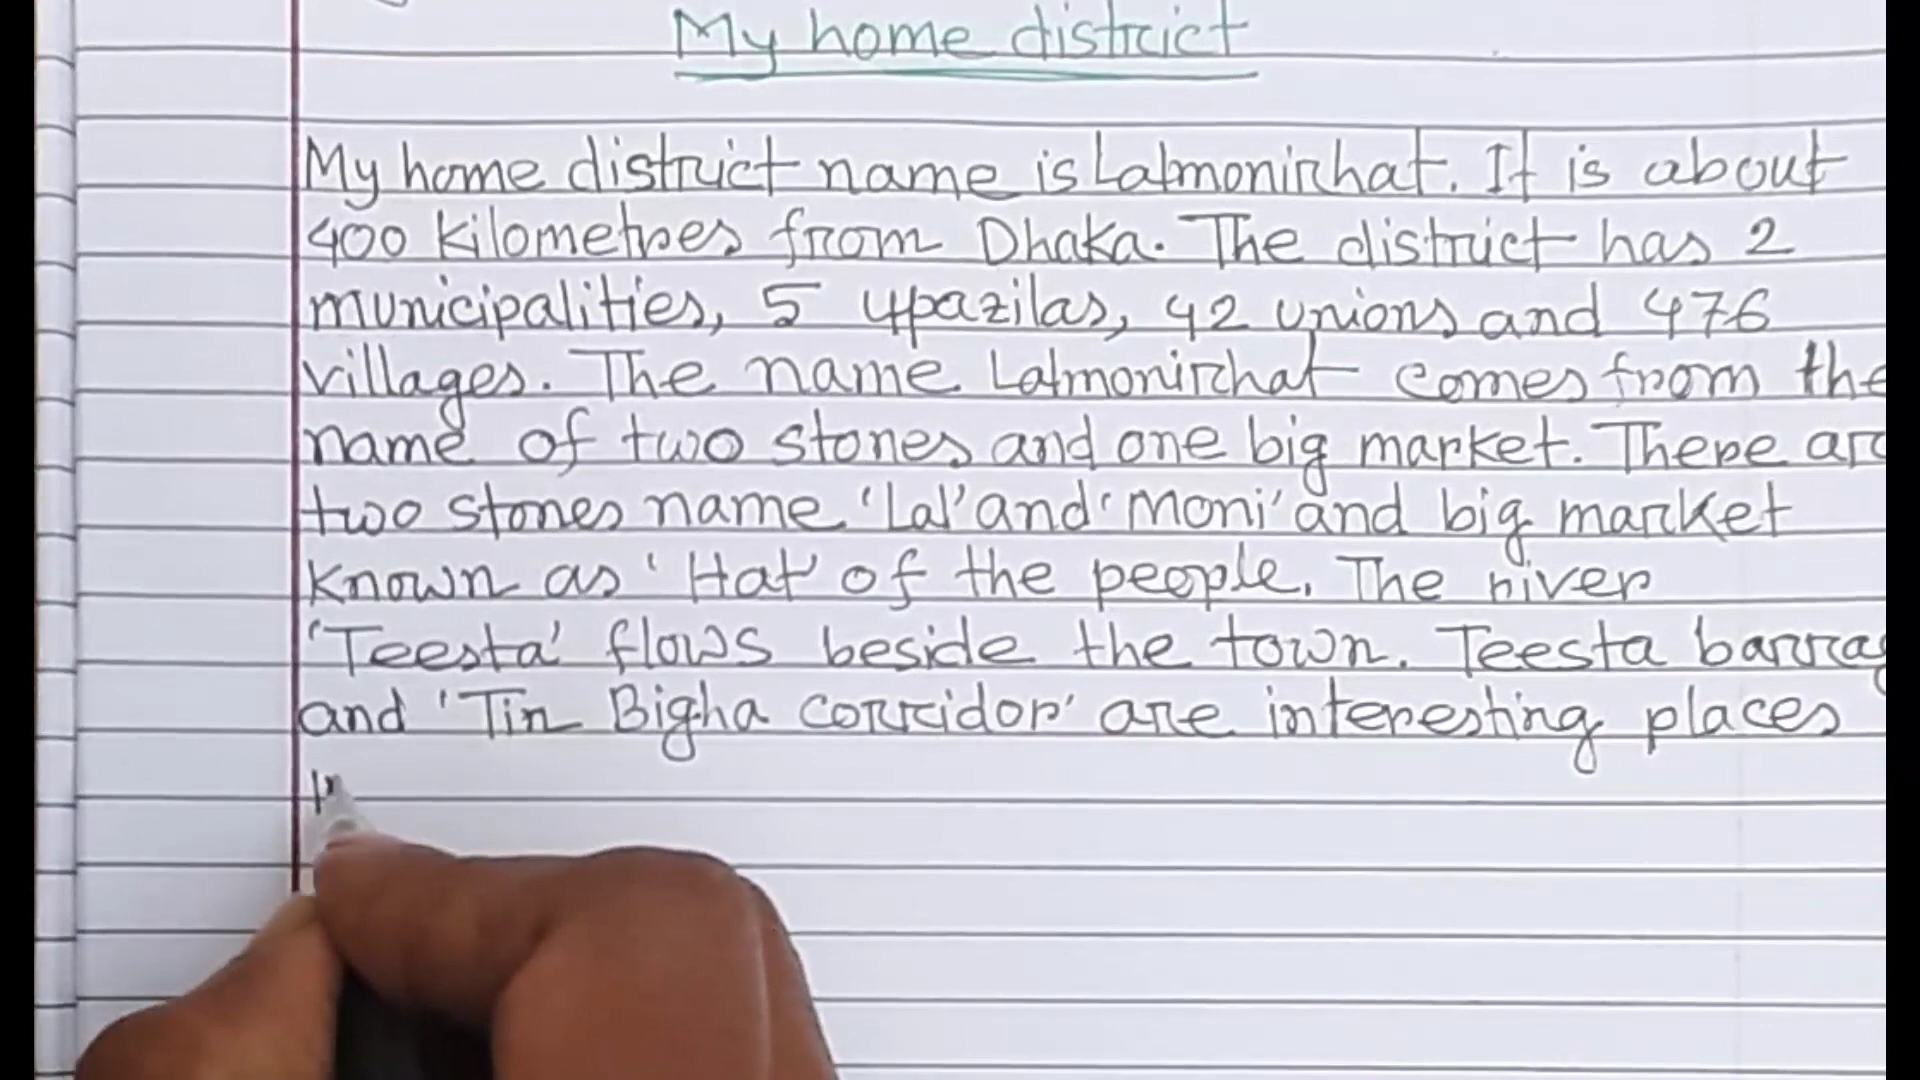 My home district
My home district name is Lalmonirhat. It is about
400 kilometres from Dhaka. The district has 2
municipalities, 5 upazilas, 42 unions and 476
villages. The name Lalmonirhat comes from the
name of two stones and one big market. There are
two stones name 'Lal' and 'Moni' and big market
known as 'Hat' of the people. The river
'Teesta' flows beside the town. Teesta
and 'Tin Bigha corridor' are interesting places